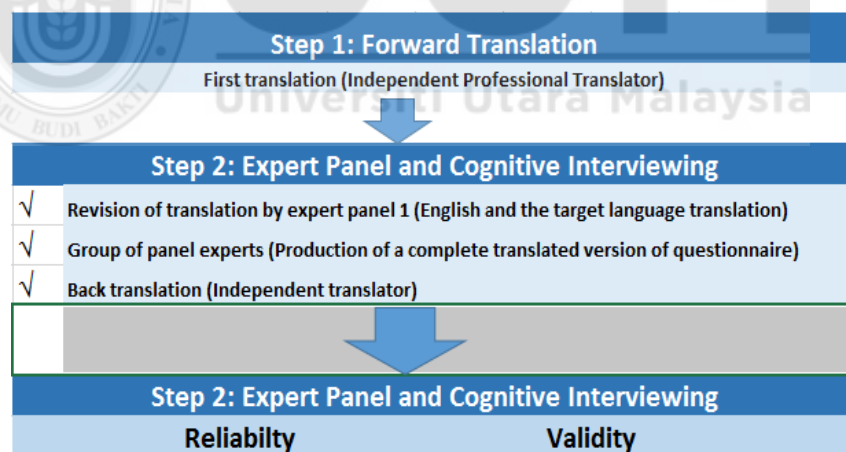 Step 1: Forward Translation
First translation (Independent Professional Translator)
Universiti Utara Malaysia
BUDI BAKTI
Step 2: Expert Panel and Cognitive Interviewing
√ Revision of translation by expert panel 1 (English and the target language translation)
√ Group of panel experts (Production of a complete translated version of questionnaire)
√ Back translation (Independent translator)
Step 2: Expert Panel and Cognitive Interviewing
Reliabilty Validity